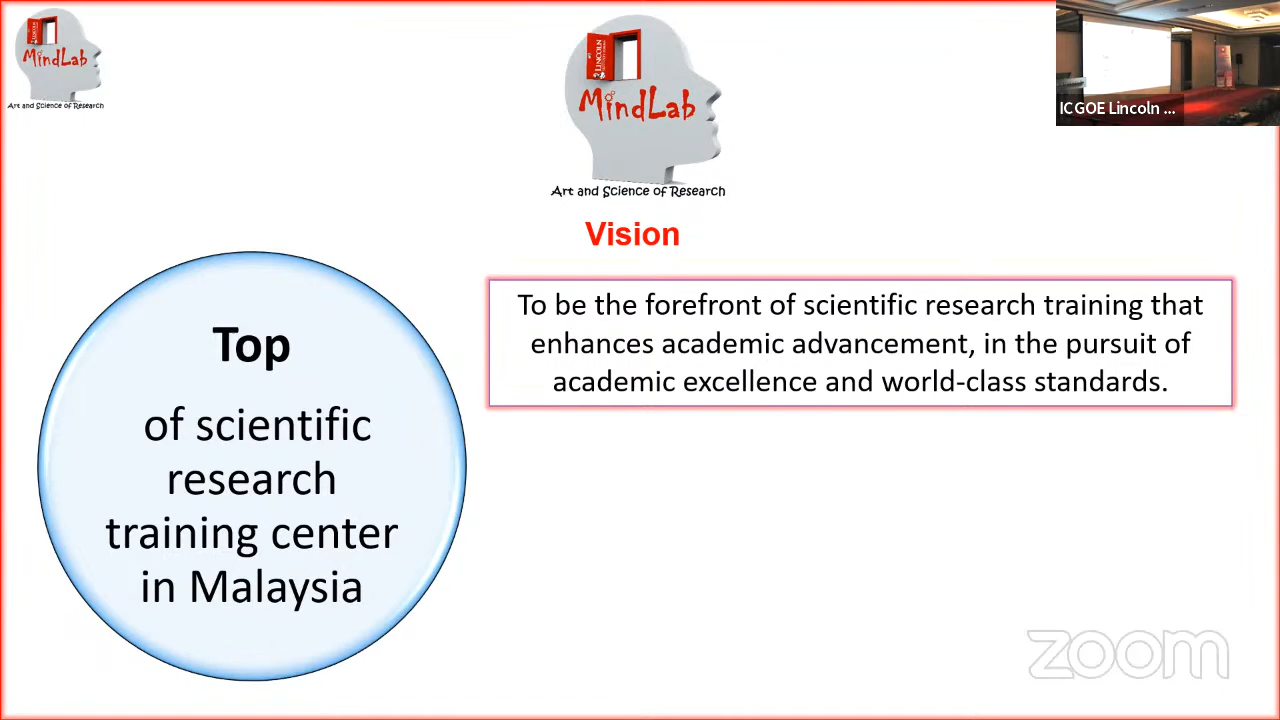 LINCOLN
MindLab
Art and Science of Research
LINCOLN
MindLab
Art and Science of Research
ICGOE Lincoln ...
Vision
Top
of scientific
research
training center
in Malaysia
To be the forefront of scientific research training that
enhances academic advancement, in the pursuit of
academic excellence and world-class standards.
zoom